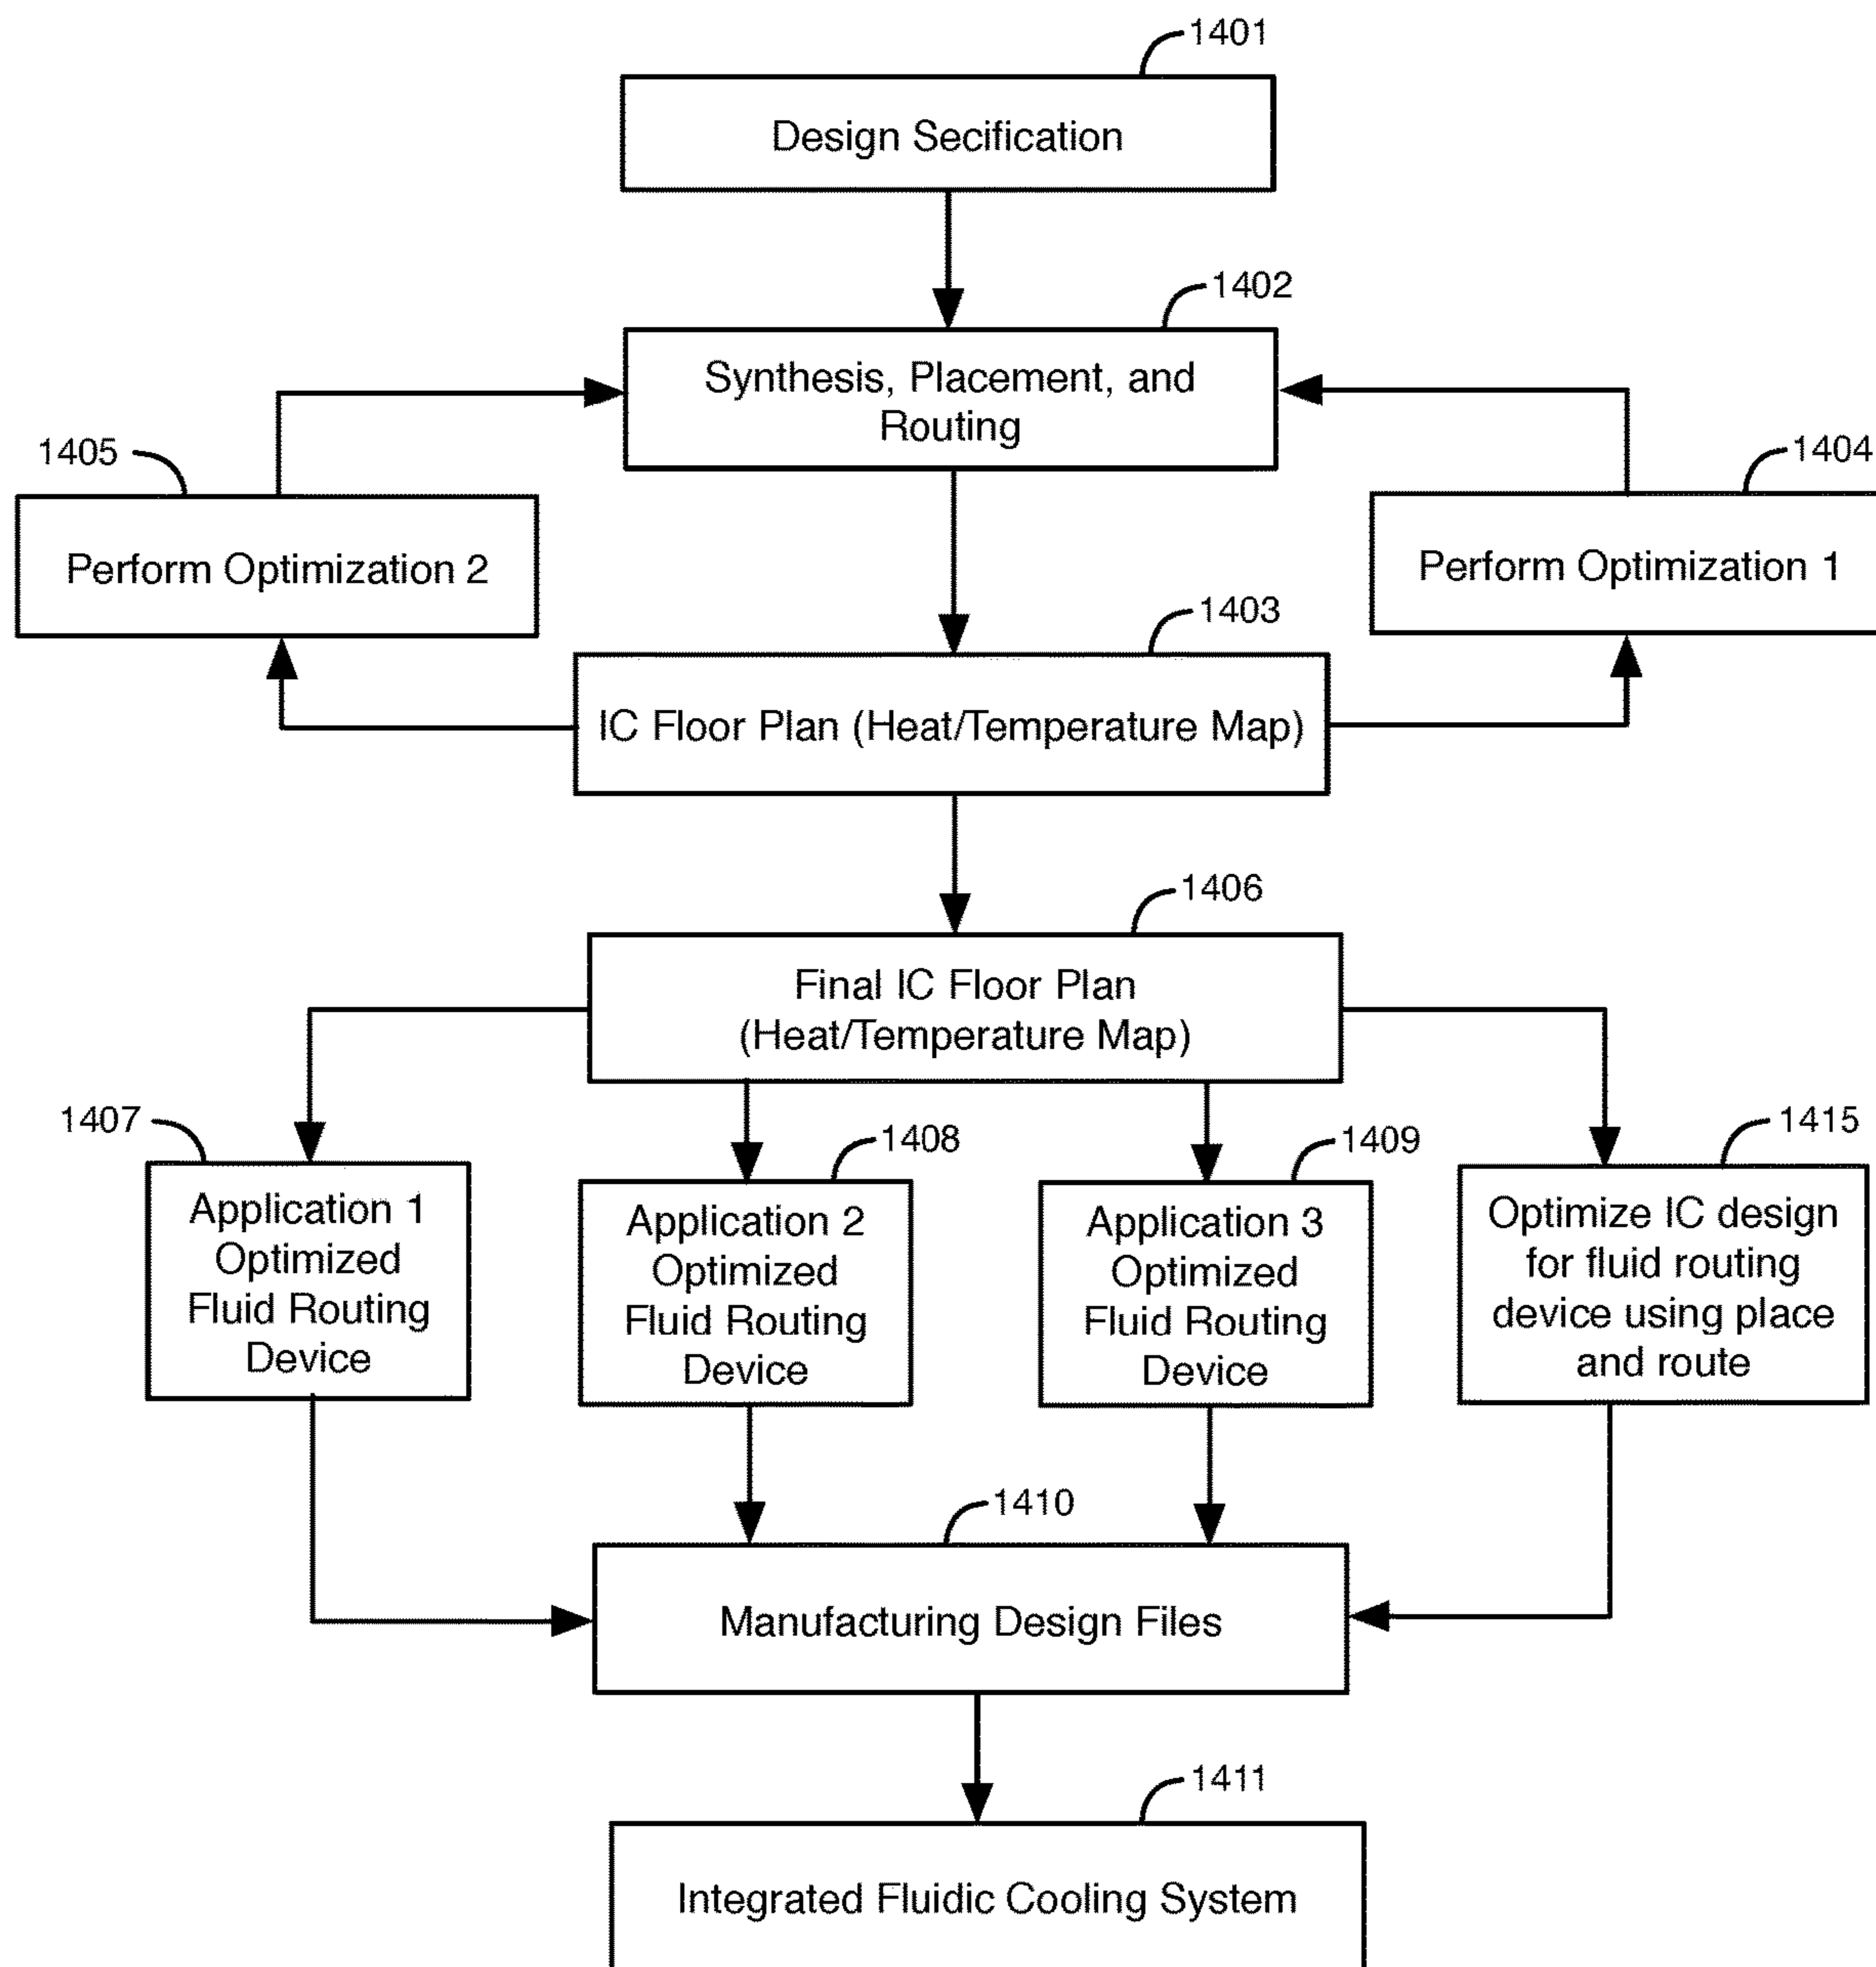 1401
Design Secification
1402
Synthesis, Placement, and
Routing
1405
Perform Optimization 2
1404
Perform Optimization 1
1403
IC Floor Plan (Heat/Temperature Map)
1406
Final IC Floor Plan
(Heat/Temperature Map)
1407
Application 1
Optimized
Fluid Routing
Device
1408
Application 2
Optimized
Fluid Routing
Device
1409
Application 3
Optimized
Fluid Routing
Device
1415
Optimize IC design
for fluid routing
device using place
and route
1410
Manufacturing Design Files
1411
Integrated Fluidic Cooling System